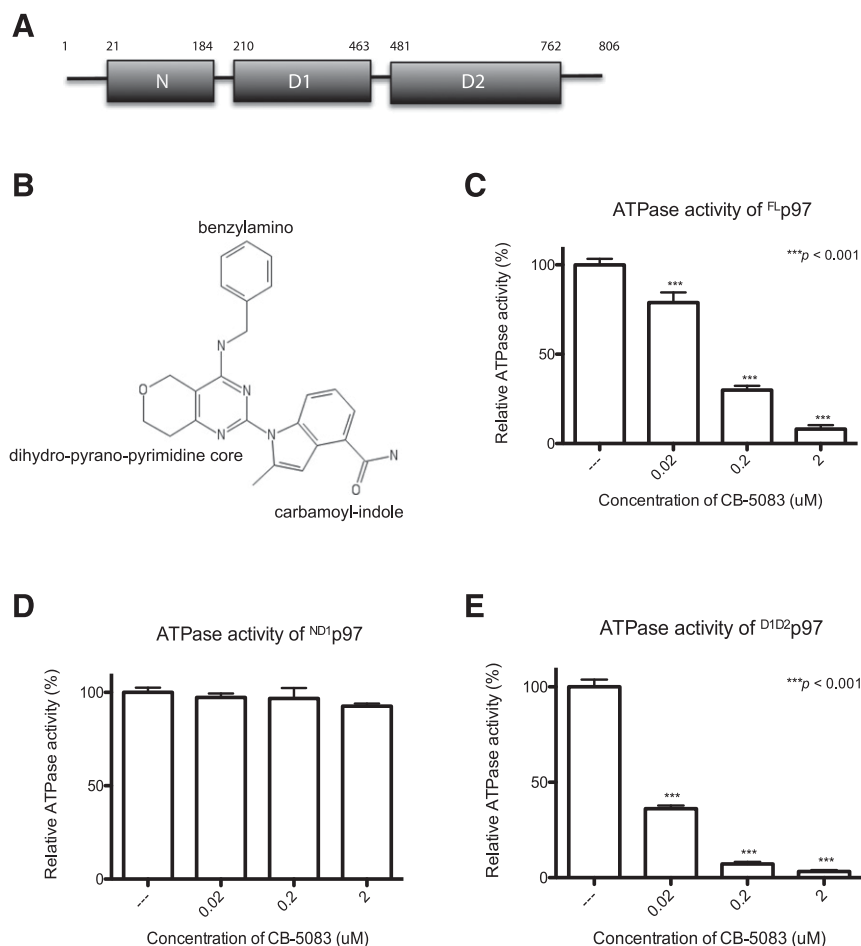 A
1 21 184 210 463 481 762 806
N D1 D2
B
benzylamino
N
O
N
N
N
N
O
dihydro-pyrano-pyrimidine core
carbamoyl-indole
C
ATPase activity of FLp97
***p < 0.001
Relative ATPase activity (%)
100
50
0
***
***
***
--- 0.02 0.2 2
Concentration of CB-5083 (uM)
D
ATPase activity of ND1p97
Relative ATPase activity (%)
100
50
0
--- 0.02 0.2 2
Concentration of CB-5083 (uM)
E
ATPase activity of D1D2p97
***p < 0.001
Relative ATPase activity (%)
100
50
0
***
***
***
--- 0.02 0.2 2
Concentration of CB-5083 (uM)